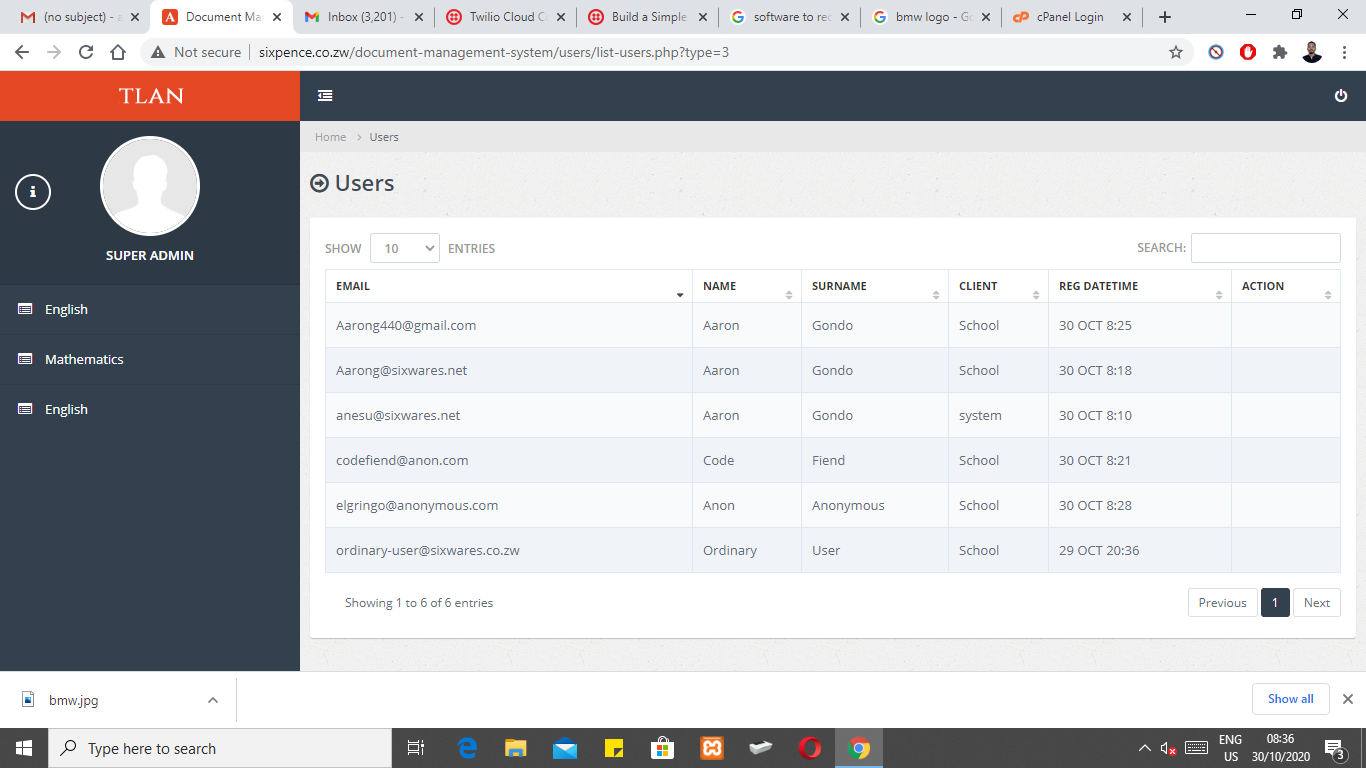 (no subject) - a
Document Ma
Inbox (3,201) -
Twilio Cloud C
Build a Simple
software to rec
bmw logo - Go
cPanel Login
Not secure
sixpence.co.zw/document-management-system/users/list-users.php?type=3
TLAN
Home > Users
SUPER ADMIN
English
Mathematics
English
Users
SHOW 10 ENTRIES
SEARCH:
EMAIL NAME SURNAME CLIENT REG DATETIME ACTION
Aarong440@gmail.com Aaron Gondo School 30 OCT 8:25
Aarong@sixwares.net Aaron Gondo School 30 OCT 8:18
anesu@sixwares.net Aaron Gondo system 30 OCT 8:10
codefiend@anon.com Code Fiend School 30 OCT 8:21
elgringo@anonymous.com Anon Anonymous School 30 OCT 8:28
ordinary-user@sixwares.co.zw Ordinary User School 29 OCT 20:36
Showing 1 to 6 of 6 entries
Previous 1 Next
bmw.jpg
Show all
Type here to search
ENG
US
08:36
30/10/2020
3